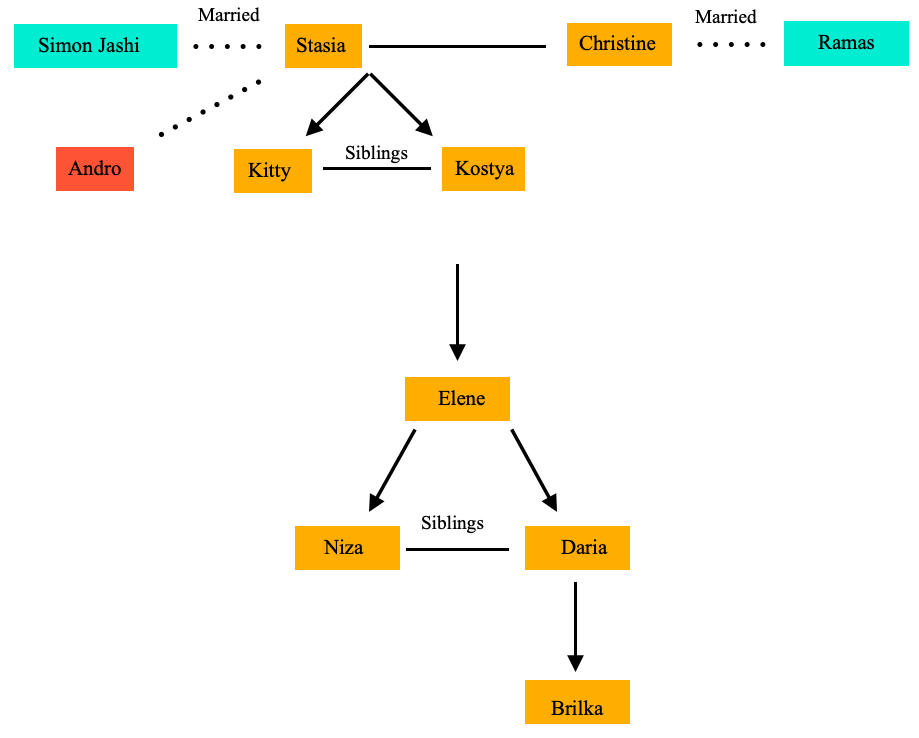 Married
Married
Simon Jashi
Stasia
Christine
Ramas
Siblings
Andro
Kitty
Kostya
Elene
Siblings
Niza
Daria
Brilka